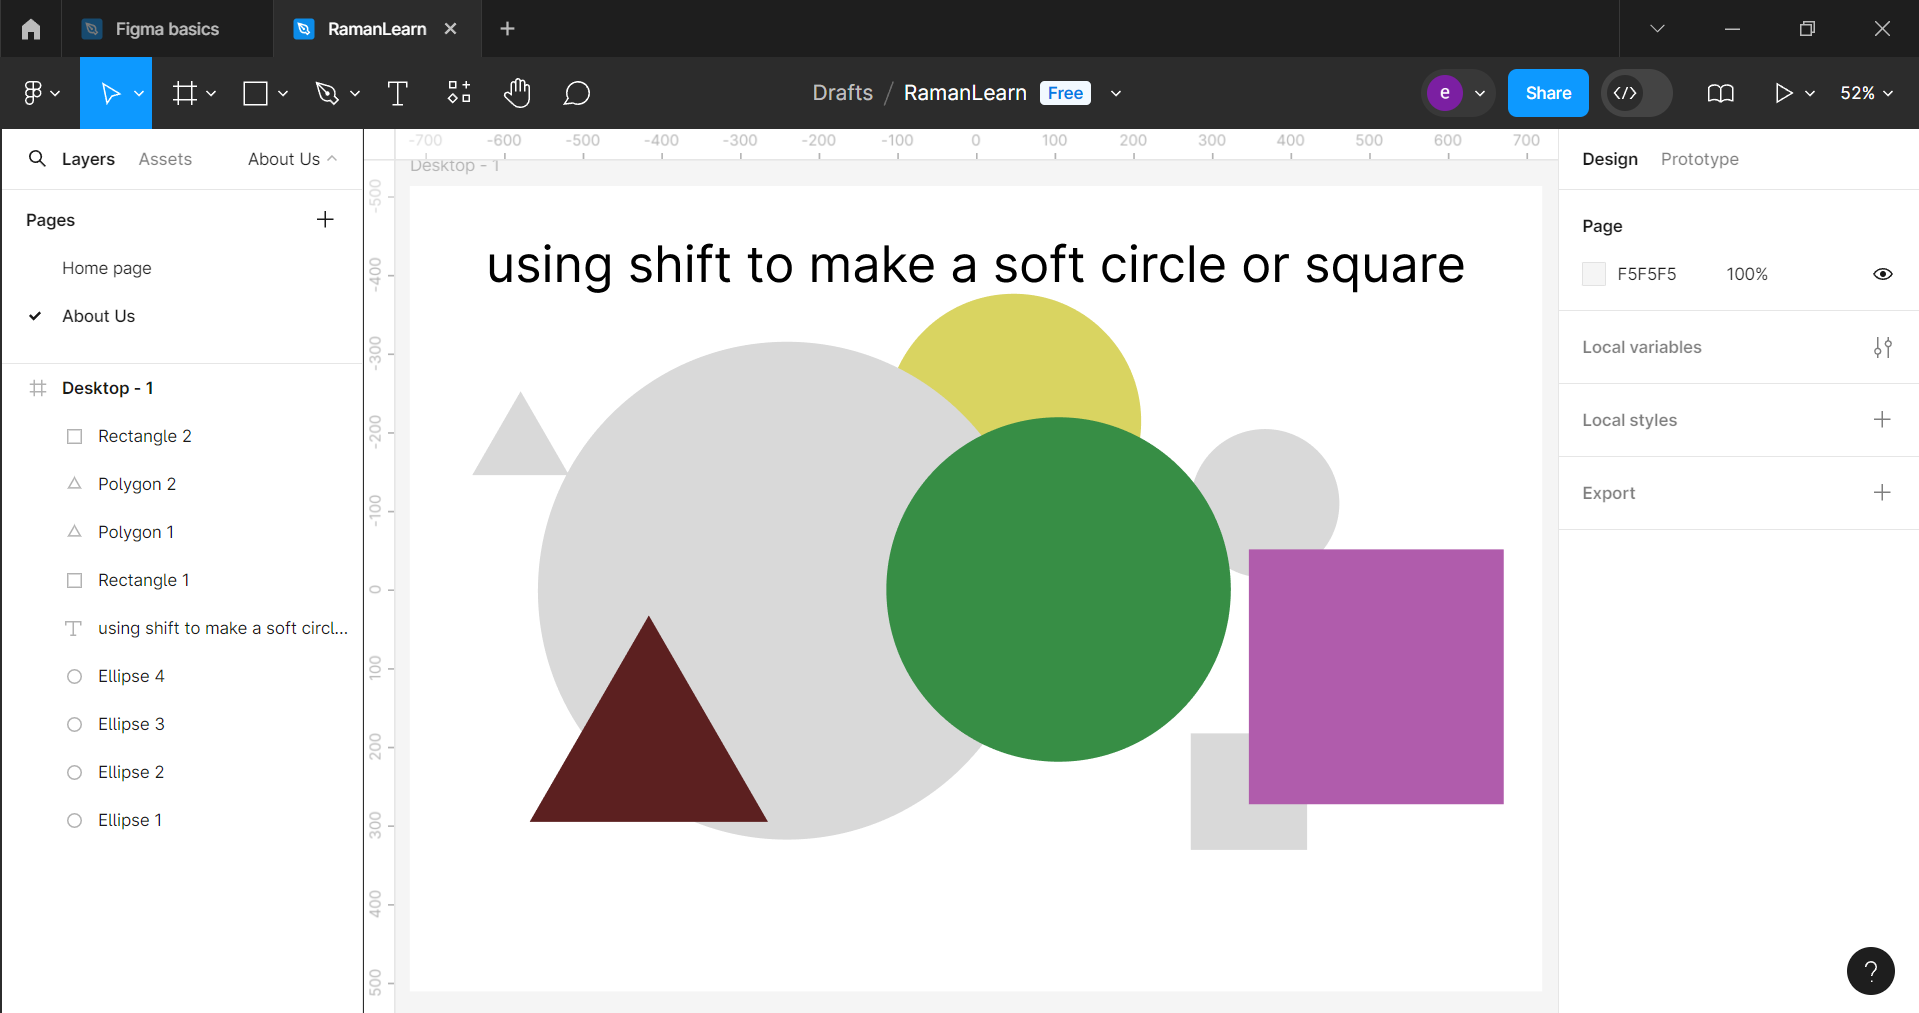 Figma basics
RamanLearn
Drafts / RamanLearn Free
e
Share
52%
Layers Assets About Us
Pages
Home page
About Us
Desktop - 1
Rectangle 2
Polygon 2
Polygon 1
Rectangle 1
using shift to make a soft circl...
Ellipse 4
Ellipse 3
Ellipse 2
Ellipse 1
-700 -600 -500 -400 -300 -200 -100 0 100 200 300 400 500 600 700
-500
-400
-300
-200
-100
0
100
200
300
400
500
Desktop - 1
using shift to make a soft circle or square
Design Prototype
Page
F5F5F5 100%
Local variables
Local styles
Export
?